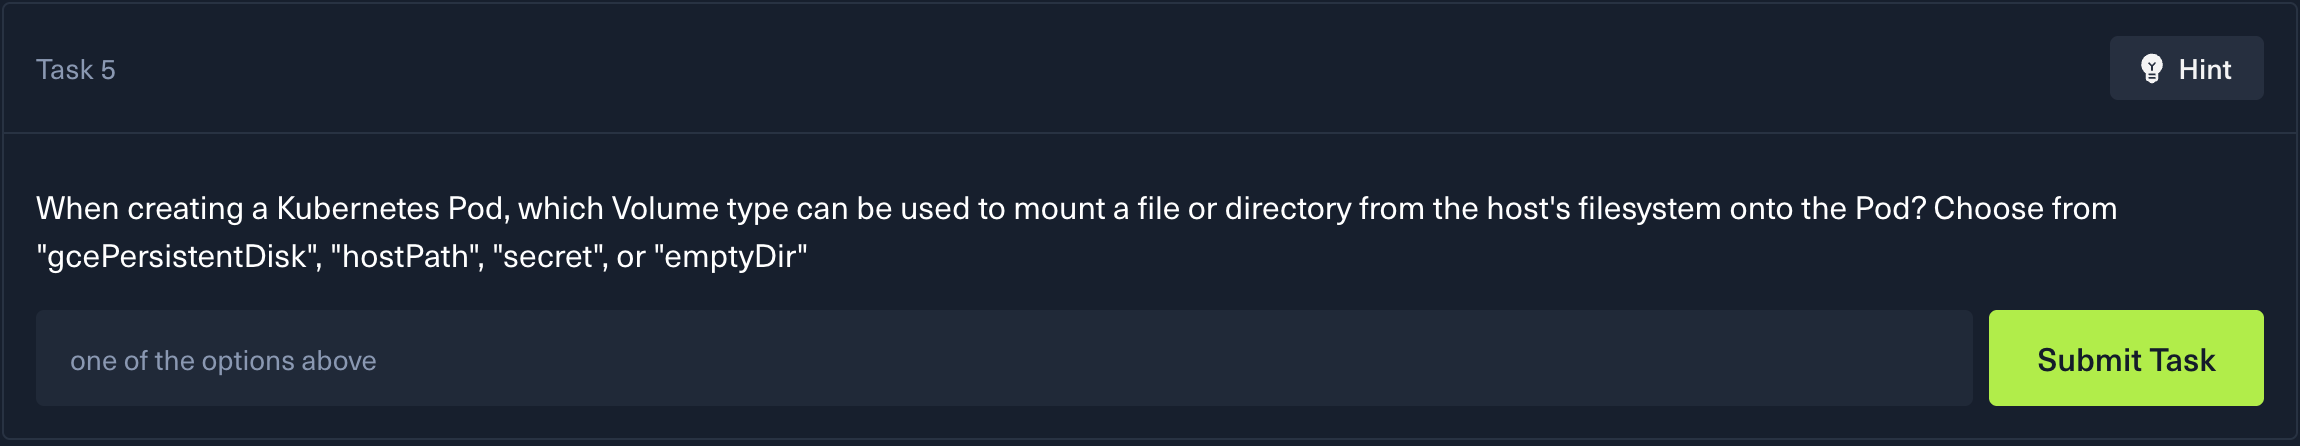 Task 5
Hint
When creating a Kubernetes Pod, which Volume type can be used to mount a file or directory from the host's filesystem onto the Pod? Choose from
"gcePersistentDisk", "hostPath", "secret", or "emptyDir"
one of the options above
Submit Task